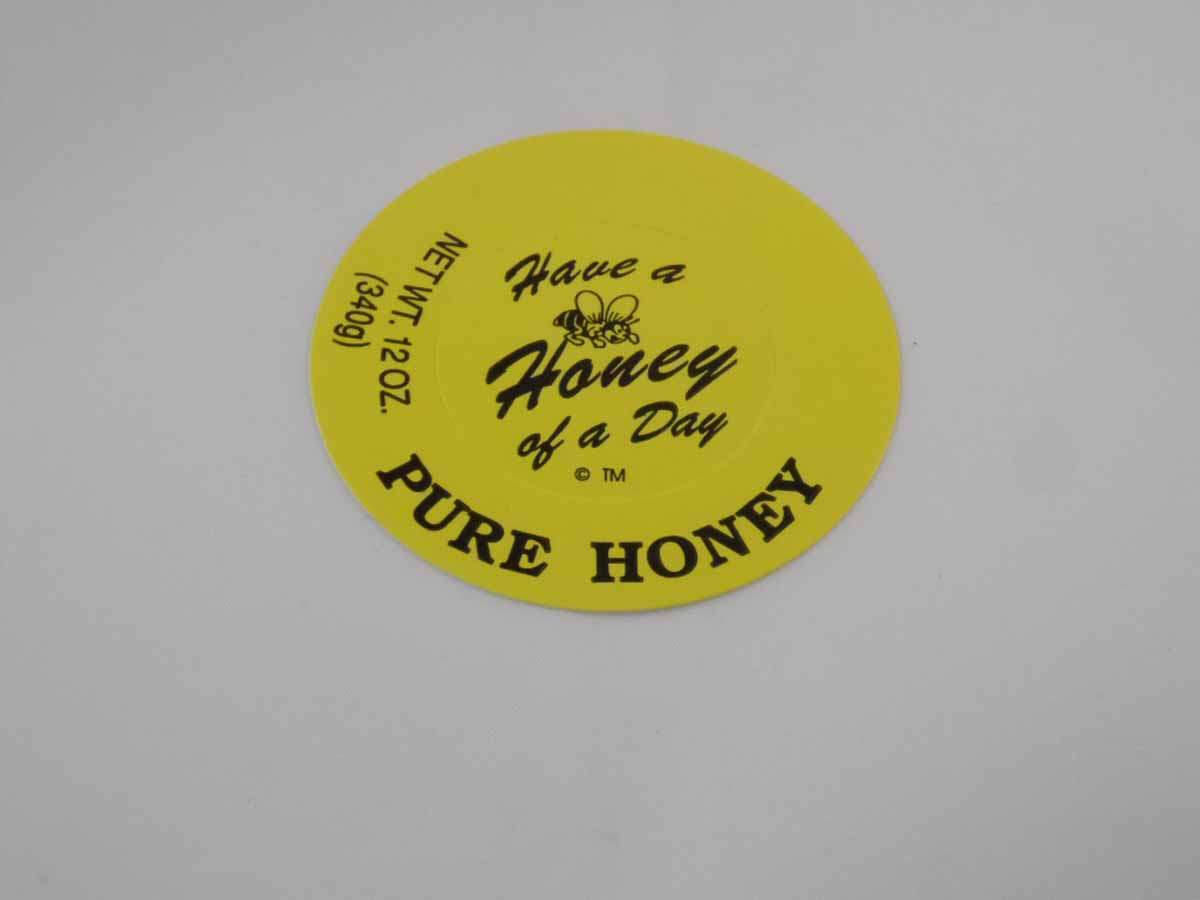 Have a
Honey
of a Day
© TM
NET WT. 12 OZ.
(340g)
PURE HONEY